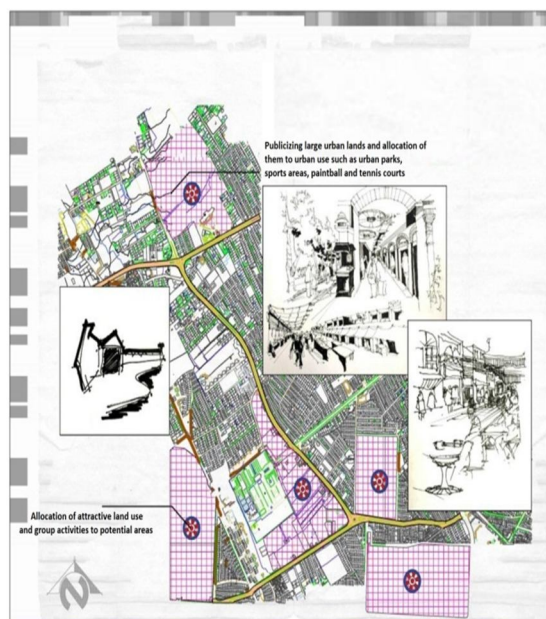 Publicizing large urban lands and allocation of
them to urban use such as urban parks,
sports areas, paintball and tennis courts
Allocation of attractive land use
and group activities to potential areas
N